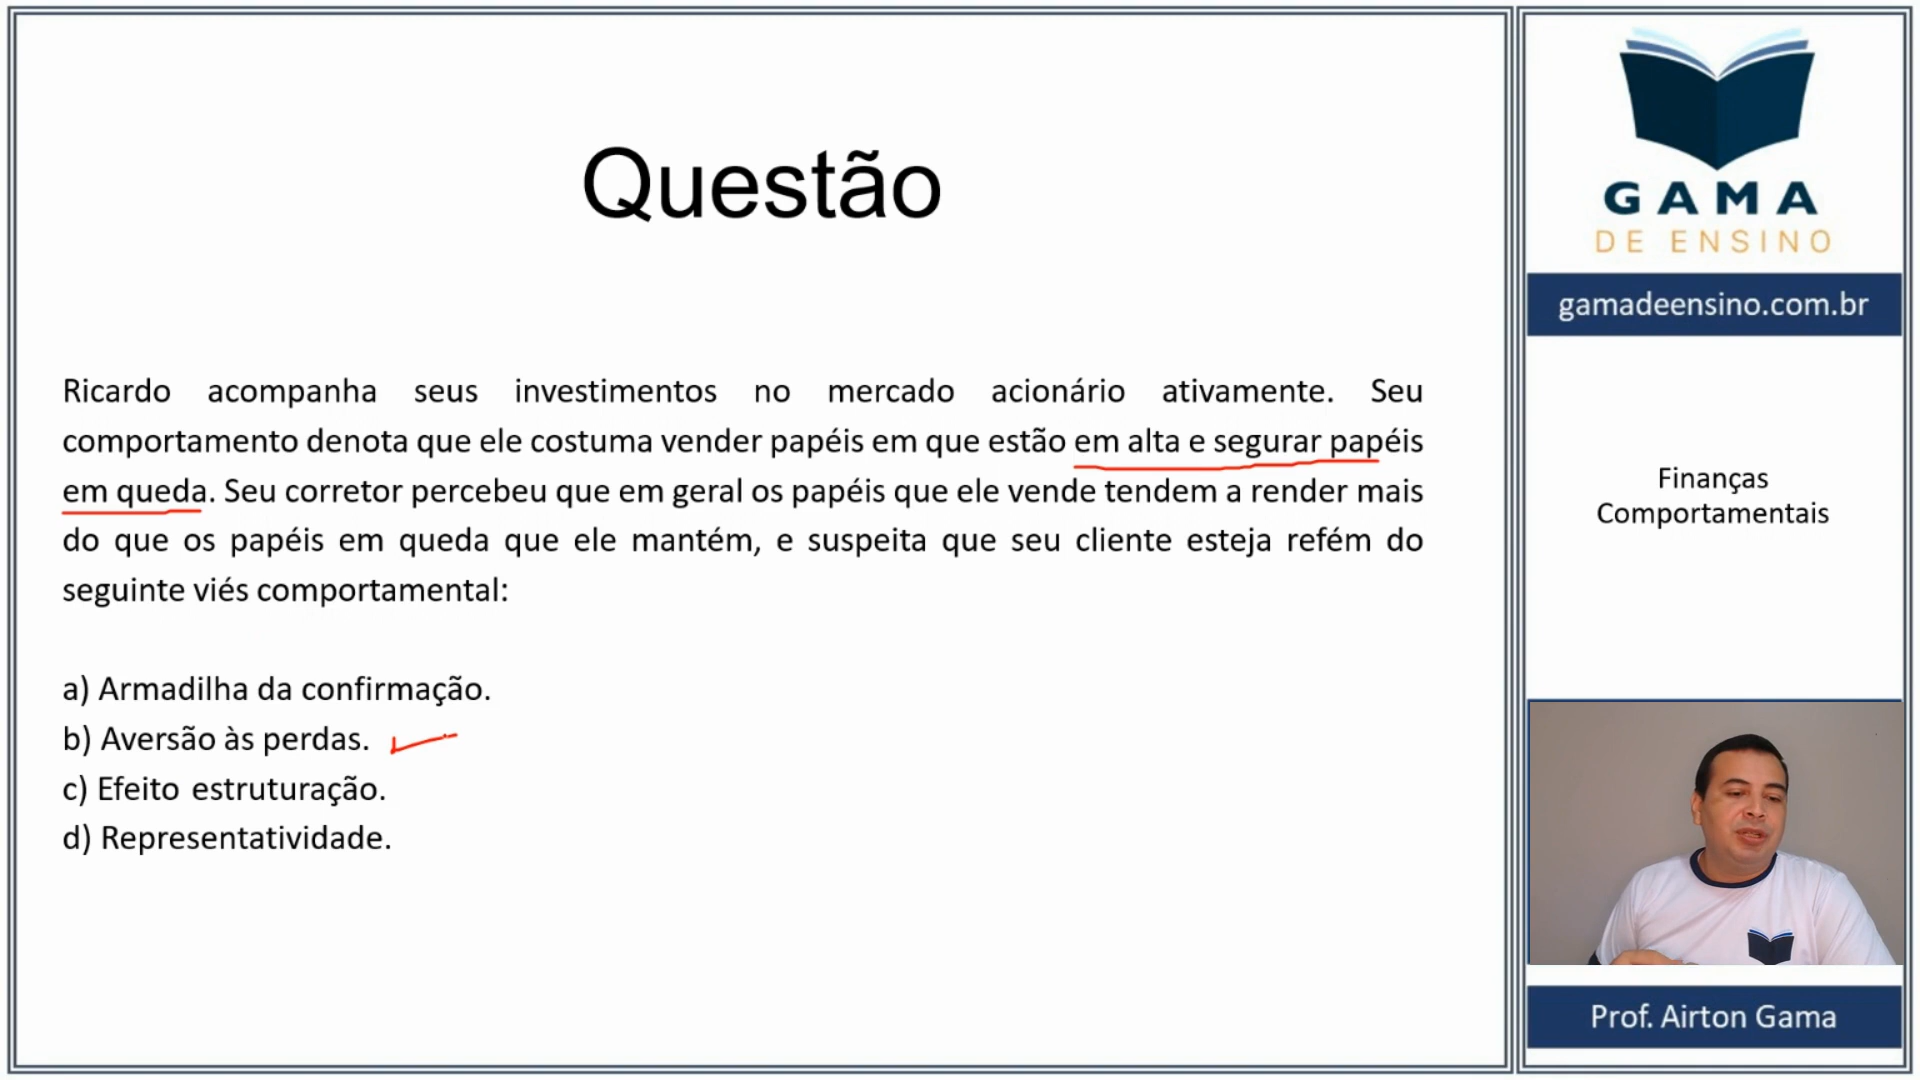 Questão
Ricardo acompanha seus investimentos no mercado acionário ativamente. Seu
comportamento denota que ele costuma vender papéis em que estão em alta e segurar papéis
em queda. Seu corretor percebeu que em geral os papéis que ele vende tendem a render mais
do que os papéis em queda que ele mantém, e suspeita que seu cliente esteja refém do
seguinte viés comportamental:
a) Armadilha da confirmação.
b) Aversão às perdas.
c) Efeito estruturação.
d) Representatividade.
GAMA
DE ENSINO
gamadeensino.com.br
Finanças
Comportamentais
Prof. Airton Gama